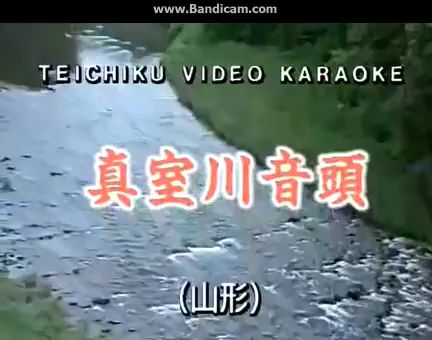 www.Bandicam.com
TEICHIKU VIDEO KARAOKE
真室川音頭
(山形)